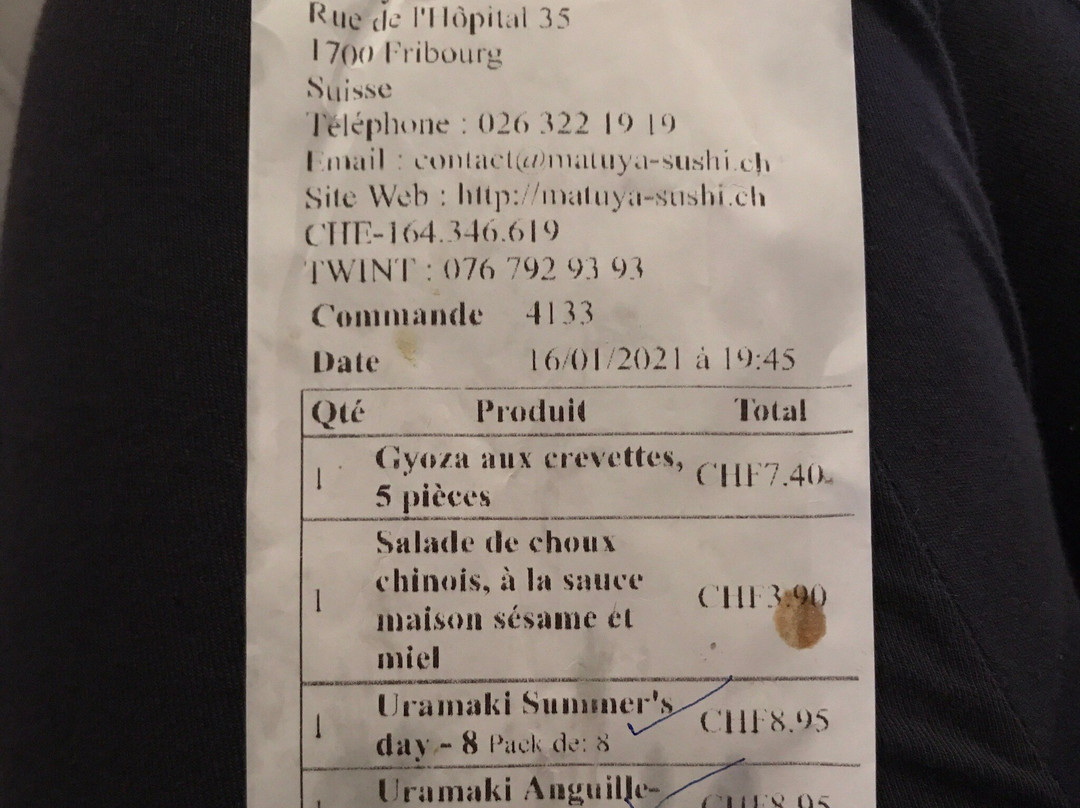 Rue de l'Hôpital 35
1700 Fribourg
Suisse
Téléphone : 026 322 19 19
Email : contact@matuya-sushi.ch
Site Web : http://matuya-sushi.ch
CHE-164.346.619
TWINT : 076 792 93 93
Commande 4133
Date 16/01/2021 à 19:45
Qté Produit Total
1 Gyoza aux crevettes, CHF7.40
5 pièces
Salade de choux
chinois, à la sauce
1 CHF3.90
maison sésame et
miel
1 Uramaki Summer's CHF8.95
day - 8 Pack de: 8
Uramaki Anguille-
CHF8.95